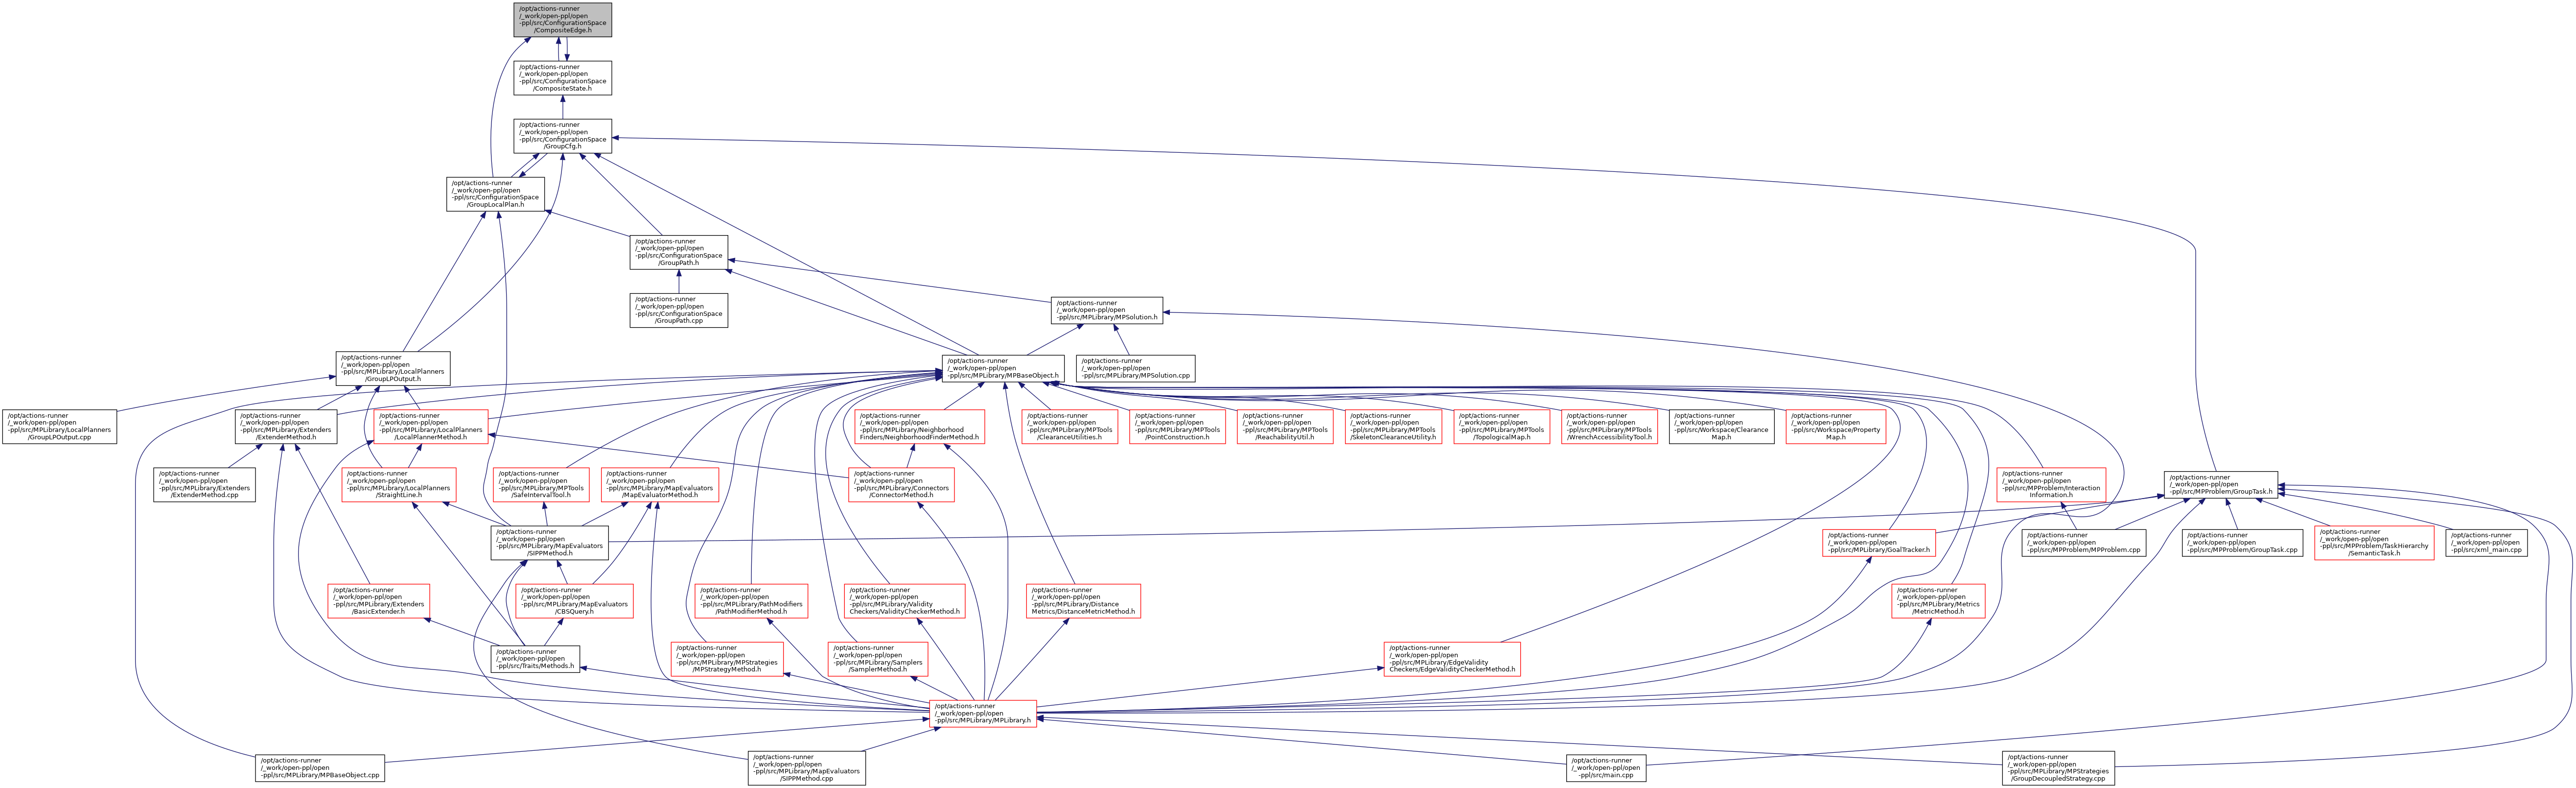 /opt/actions-runner
/_work/open-ppl/open
-ppl/src/ConfigurationSpace
/CompositeEdge.h
/opt/actions-runner
/_work/open-ppl/open
-ppl/src/ConfigurationSpace
/CompositeState.h
/opt/actions-runner
/_work/open-ppl/open
-ppl/src/ConfigurationSpace
/GroupCfg.h
/opt/actions-runner
/_work/open-ppl/open
-ppl/src/ConfigurationSpace
/GroupLocalPlan.h
/opt/actions-runner
/_work/open-ppl/open
-ppl/src/ConfigurationSpace
/GroupPath.h
/opt/actions-runner
/_work/open-ppl/open
-ppl/src/ConfigurationSpace
/GroupPath.cpp
/opt/actions-runner
/_work/open-ppl/open
-ppl/src/MPLibrary/MPSolution.h
/opt/actions-runner
/_work/open-ppl/open
-ppl/src/MPLibrary/LocalPlanners
/GroupLPOutput.h
/opt/actions-runner
/_work/open-ppl/open
-ppl/src/MPLibrary/MPBaseObject.h
/opt/actions-runner
/_work/open-ppl/open
-ppl/src/MPLibrary/MPSolution.cpp
/opt/actions-runner
/_work/open-ppl/open
-ppl/src/MPLibrary/LocalPlanners
/GroupLPOutput.cpp
/opt/actions-runner
/_work/open-ppl/open
-ppl/src/MPLibrary/Extenders
/ExtenderMethod.h
/opt/actions-runner
/_work/open-ppl/open
-ppl/src/MPLibrary/LocalPlanners
/LocalPlannerMethod.h
/opt/actions-runner
/_work/open-ppl/open
-ppl/src/MPLibrary/Neighborhood
Finders/NeighborhoodFinderMethod.h
/opt/actions-runner
/_work/open-ppl/open
-ppl/src/MPLibrary/MPTools
/ClearanceUtilities.h
/opt/actions-runner
/_work/open-ppl/open
-ppl/src/MPLibrary/MPTools
/PointConstruction.h
/opt/actions-runner
/_work/open-ppl/open
-ppl/src/MPLibrary/MPTools
/ReachabilityUtil.h
/opt/actions-runner
/_work/open-ppl/open
-ppl/src/MPLibrary/MPTools
/SkeletonClearanceUtility.h
/opt/actions-runner
/_work/open-ppl/open
-ppl/src/MPLibrary/MPTools
/TopologicalMap.h
/opt/actions-runner
/_work/open-ppl/open
-ppl/src/MPLibrary/MPTools
/WrenchAccessibilityTool.h
/opt/actions-runner
/_work/open-ppl/open
-ppl/src/Workspace/Clearance
Map.h
/opt/actions-runner
/_work/open-ppl/open
-ppl/src/Workspace/Property
Map.h
/opt/actions-runner
/_work/open-ppl/open
-ppl/src/MPLibrary/Extenders
/ExtenderMethod.cpp
/opt/actions-runner
/_work/open-ppl/open
-ppl/src/MPLibrary/LocalPlanners
/StraightLine.h
/opt/actions-runner
/_work/open-ppl/open
-ppl/src/MPLibrary/MPTools
/SafeIntervalTool.h
/opt/actions-runner
/_work/open-ppl/open
-ppl/src/MPLibrary/MapEvaluators
/MapEvaluatorMethod.h
/opt/actions-runner
/_work/open-ppl/open
-ppl/src/MPLibrary/Connectors
/ConnectorMethod.h
/opt/actions-runner
/_work/open-ppl/open
-ppl/src/MPProblem/Interaction
Information.h
/opt/actions-runner
/_work/open-ppl/open
-ppl/src/MPProblem/GroupTask.h
/opt/actions-runner
/_work/open-ppl/open
-ppl/src/MPLibrary/MapEvaluators
/SIPPMethod.h
/opt/actions-runner
/_work/open-ppl/open
-ppl/src/MPLibrary/GoalTracker.h
/opt/actions-runner
/_work/open-ppl/open
-ppl/src/MPProblem/MPProblem.cpp
/opt/actions-runner
/_work/open-ppl/open
-ppl/src/MPProblem/GroupTask.cpp
/opt/actions-runner
/_work/open-ppl/open
-ppl/src/MPProblem/TaskHierarchy
/SemanticTask.h
/opt/actions-runner
/_work/open-ppl/open
-ppl/src/xml_main.cpp
/opt/actions-runner
/_work/open-ppl/open
-ppl/src/MPLibrary/Extenders
/BasicExtender.h
/opt/actions-runner
/_work/open-ppl/open
-ppl/src/MPLibrary/MapEvaluators
/CBSQuery.h
/opt/actions-runner
/_work/open-ppl/open
-ppl/src/MPLibrary/PathModifiers
/PathModifierMethod.h
/opt/actions-runner
/_work/open-ppl/open
-ppl/src/MPLibrary/Validity
Checkers/ValidityCheckerMethod.h
/opt/actions-runner
/_work/open-ppl/open
-ppl/src/MPLibrary/Distance
Metrics/DistanceMetricMethod.h
/opt/actions-runner
/_work/open-ppl/open
-ppl/src/MPLibrary/Metrics
/MetricMethod.h
/opt/actions-runner
/_work/open-ppl/open
-ppl/src/Traits/Methods.h
/opt/actions-runner
/_work/open-ppl/open
-ppl/src/MPLibrary/MPStrategies
/MPStrategyMethod.h
/opt/actions-runner
/_work/open-ppl/open
-ppl/src/MPLibrary/Samplers
/SamplerMethod.h
/opt/actions-runner
/_work/open-ppl/open
-ppl/src/MPLibrary/EdgeValidity
Checkers/EdgeValidityCheckerMethod.h
/opt/actions-runner
/_work/open-ppl/open
-ppl/src/MPLibrary/MPLibrary.h
/opt/actions-runner
/_work/open-ppl/open
-ppl/src/MPLibrary/MPBaseObject.cpp
/opt/actions-runner
/_work/open-ppl/open
-ppl/src/MPLibrary/MapEvaluators
/SIPPMethod.cpp
/opt/actions-runner
/_work/open-ppl/open
-ppl/src/main.cpp
/opt/actions-runner
/_work/open-ppl/open
-ppl/src/MPLibrary/MPStrategies
/GroupDecoupledStrategy.cpp